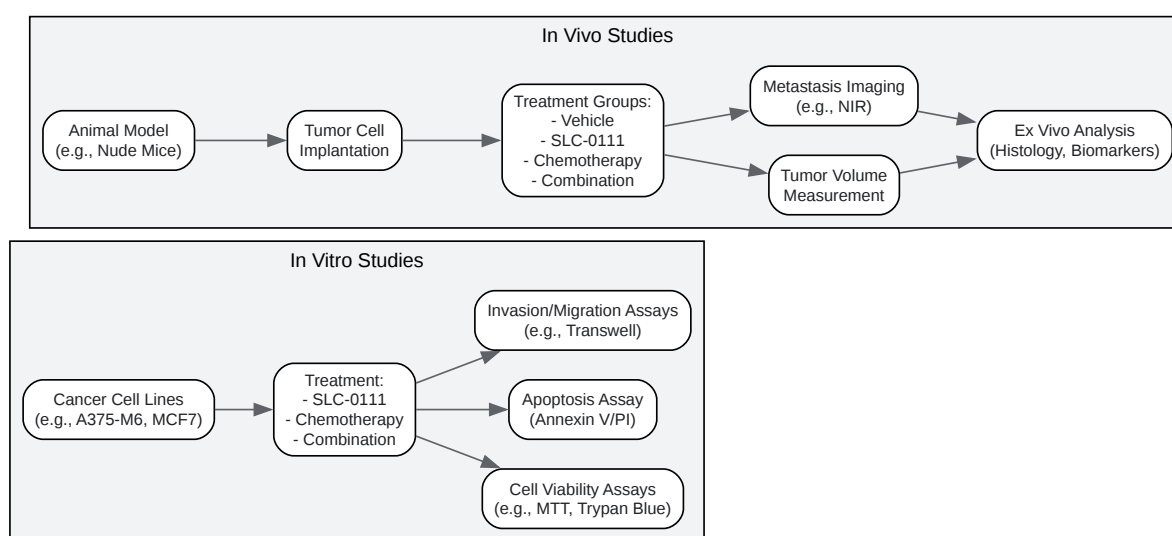 In Vivo Studies
Animal Model
(e.g., Nude Mice)
Tumor Cell
Implantation
Treatment Groups:
- Vehicle
- SLC-0111
- Chemotherapy
- Combination
Metastasis Imaging
(e.g., NIR)
Tumor Volume
Measurement
Ex Vivo Analysis
(Histology, Biomarkers)
In Vitro Studies
Cancer Cell Lines
(e.g., A375-M6, MCF7)
Treatment:
- SLC-0111
- Chemotherapy
- Combination
Invasion/Migration Assays
(e.g., Transwell)
Apoptosis Assay
(Annexin V/PI)
Cell Viability Assays
(e.g., MTT, Trypan Blue)